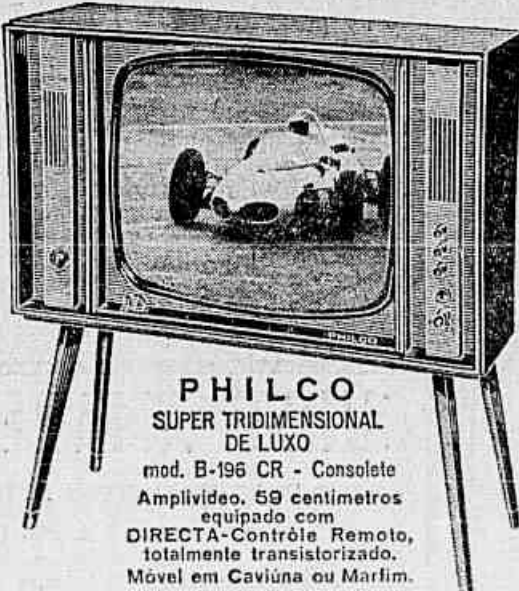 PHILCO
PHILCO
SUPER TRIDIMENSIONAL
DE LUXO
mod. B-196 CR - Consolete
Amplivideo. 59 centimetros
equipado com
DIRECTA-Contrôle Remoto,
totalmente transistorizado.
Móvel em Caviúna ou Marfim.